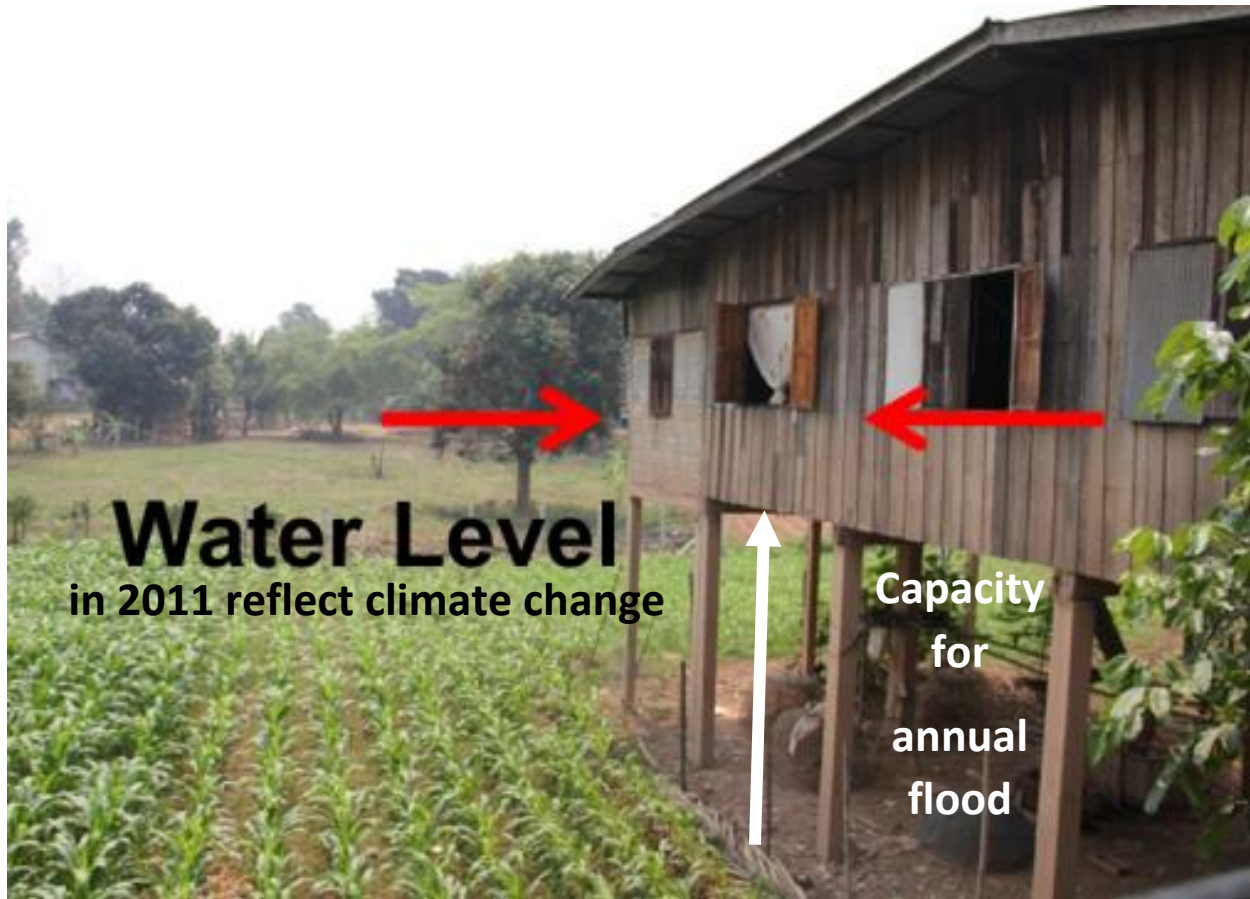 Water Level
in 2011 reflect climate change
Capacity
for
annual
flood